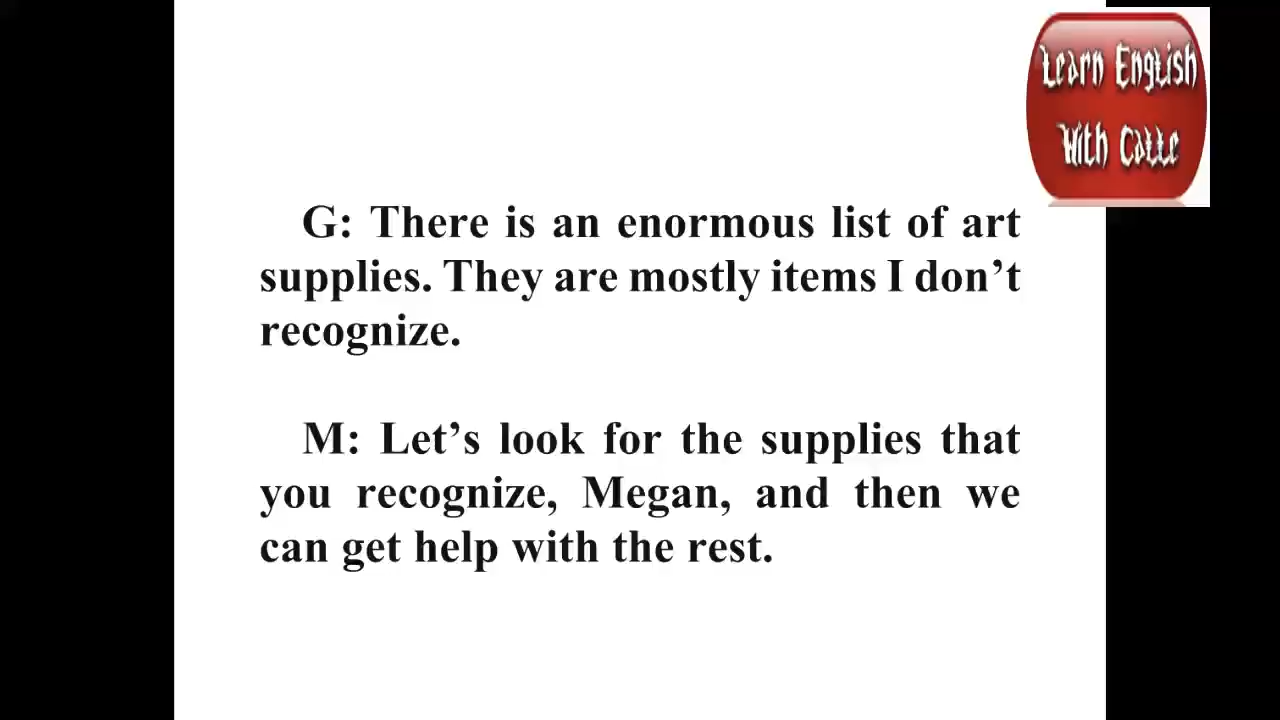 Learn English
With Catte
G: There is an enormous list of art
supplies. They are mostly items I don’t
recognize.
M: Let’s look for the supplies that
you recognize, Megan, and then we
can get help with the rest.